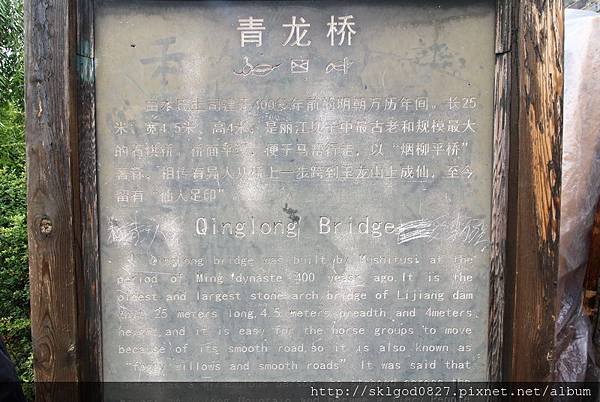 青龙桥
木氏土司建于400多年前的明朝万历年间。长25
米、宽4.5米、高4米，是丽江坝子中最古老和规模最大
的石拱桥。桥面平坦，便于马帮行走，以“烟柳平桥”
著称。相传有异人从桥上一步跨到玉龙山上成仙，至今
留有“仙人足印”
Qinglong Bridge
Qinglong bridge was built by Mushirusi at the
period of Ming dynaste 400 years ago.It is the
oldest and largest stone arch bridge of Lijiang dam
25 meters long,4.5 meters breadth and 4meters
and it is easy for the horse groups to move
because of its smooth road,so it is also known as
willows and smooth roads". It was said that
http://sklgod0827.pixnet.net/album